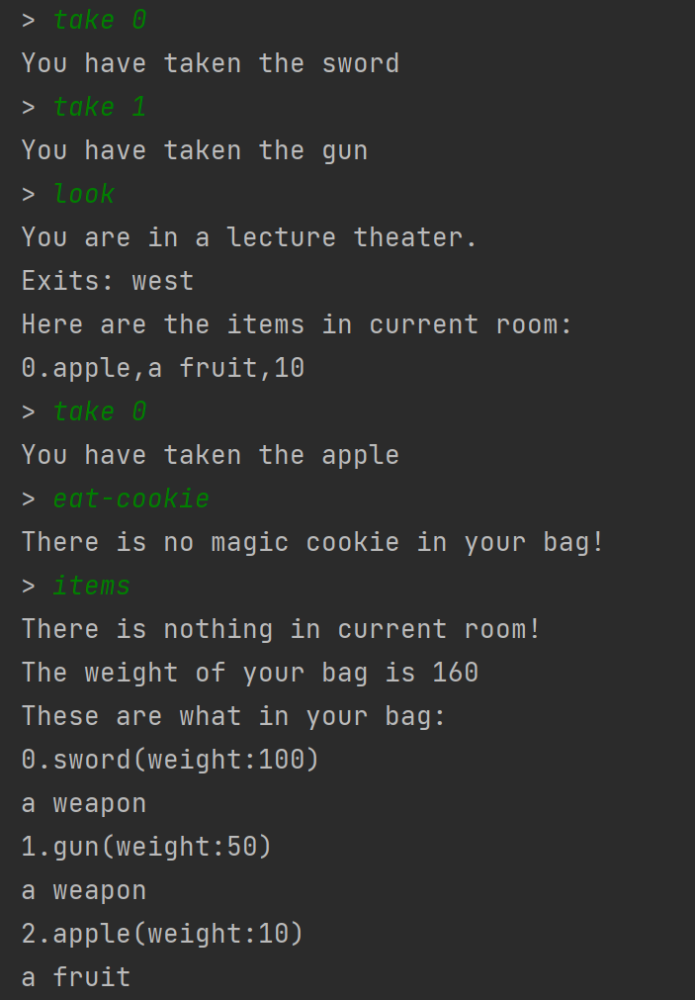 > take 0
You have taken the sword
> take 1
You have taken the gun
> look
You are in a lecture theater.
Exits: west
Here are the items in current room:
0.apple,a fruit,10
> take 0
You have taken the apple
> eat-cookie
There is no magic cookie in your bag!
> items
There is nothing in current room!
The weight of your bag is 160
These are what in your bag:
0.sword(weight:100)
a weapon
1.gun(weight:50)
a weapon
2.apple(weight:10)
a fruit